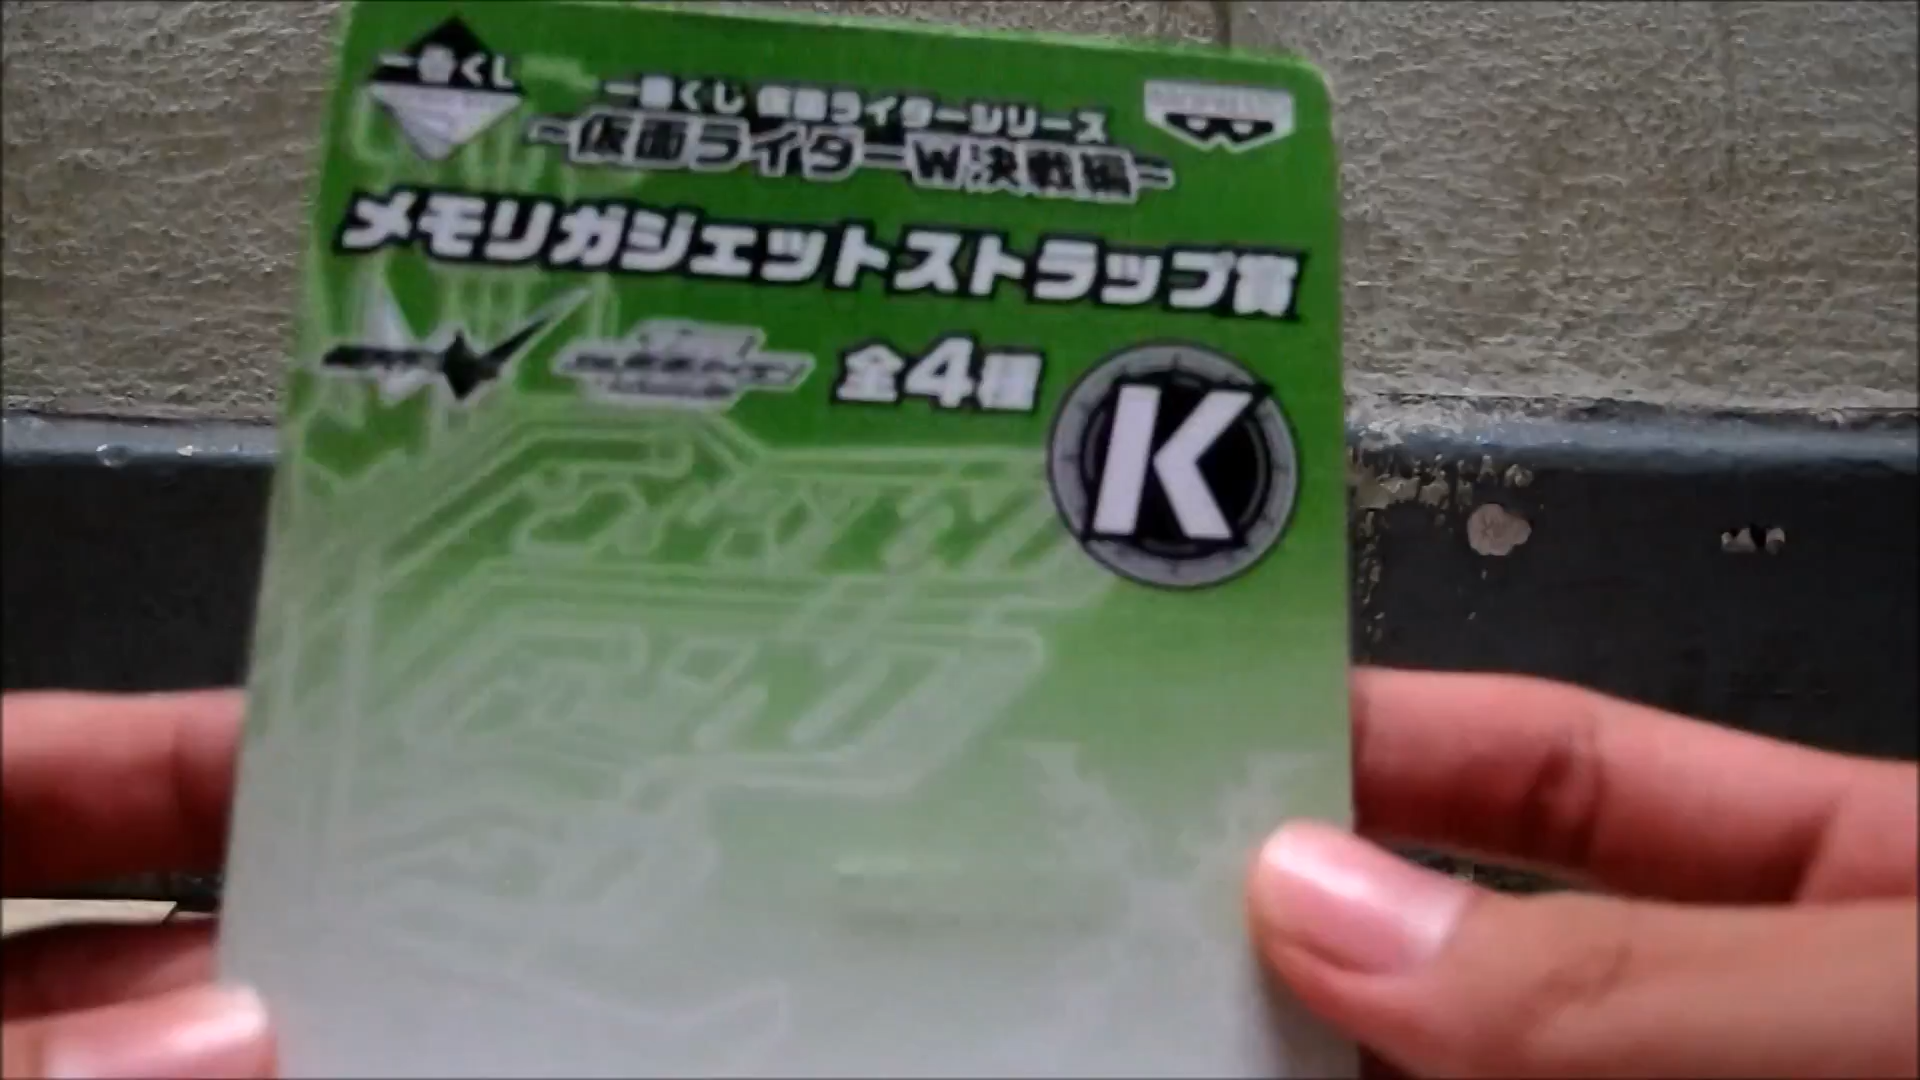 一番くじ
一番くじ 仮面ライダーシリーズ
~仮面ライダーW決戦編~
メモリガジェットストラップ賞
全4種
K